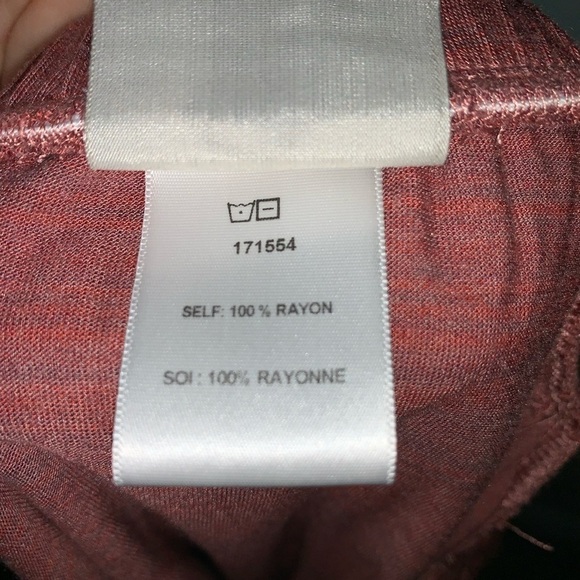 171554
SELF: 100 % RAYON
SOI : 100% RAYONNE